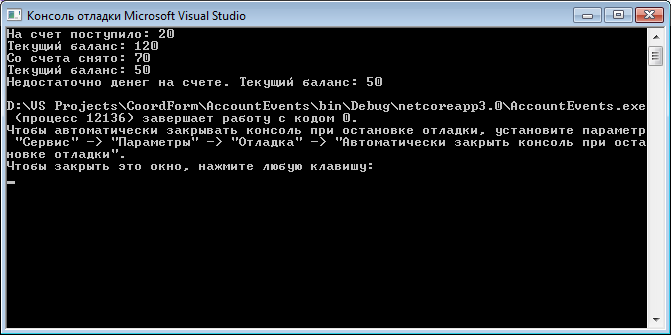 Консоль отладки Microsoft Visual Studio
На счет поступило: 20
Текущий баланс: 120
Со счета снято: 70
Текущий баланс: 50
Недостаточно денег на счете. Текущий баланс: 50
D:\VS Projects\CoordForm\AccountEvents\bin\Debug\netcoreapp3.0\AccountEvents.exe
(процесс 12136) завершает работу с кодом 0.
Чтобы автоматически закрывать консоль при остановке отладки, установите параметр
"Сервис" -> "Параметры" -> "Отладка" -> "Автоматически закрыть консоль при оста
новке отладки".
Чтобы закрыть это окно, нажмите любую клавишу: